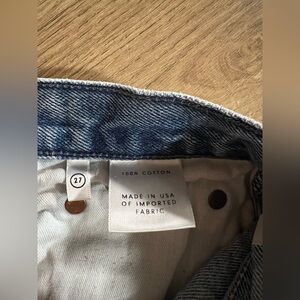 27
100% COTTON
MADE IN USA
OF IMPORTED
FABRIC